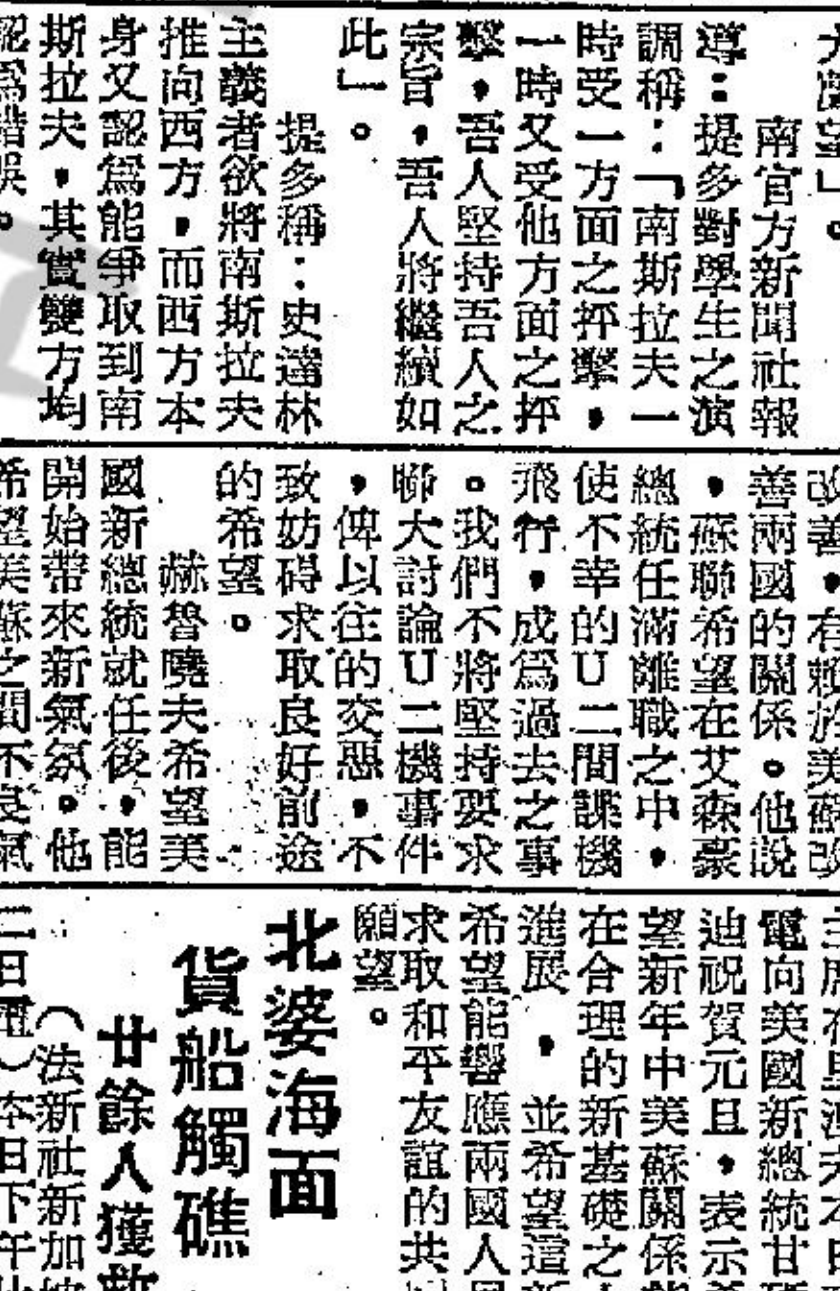 大慶望」。
南官方新聞社報
導：提多對學生之演
調稱：「南斯拉夫一
時受一方面之抨擊，
一時又受他方面之抨
擊，吾人堅持吾人之
宗旨，吾人將繼續如
此」。
提多稱：史達林
主義者欲將南斯拉夫
推向西方，而西方本
身又認爲能爭取到南
斯拉夫，其實雙方均
認爲錯誤。
改善，有賴於美蘇改
善兩國的關係。他說
，蘇聯希望在艾森豪
總統任滿離職之中，
使不幸的U二間諜機
飛行，成爲過去之事
。我們不將堅持要求
聯大討論U二機事件
，俾以往的交惡，不
致妨碍求取良好前途
的希望。
赫魯曉夫希望美
國新總統就任後，能
開始帶來新氣氛。他
希望美蘇之間不良氣
電向美國新總統甘
迪祝賀元旦，表示希
望新年中美蘇關係能
在合理的新基礎之
進展，並希望這新
希望能響應兩國人
求取和平友誼的共
願望。
北婆海面
貨船觸礁
廿餘人獲救
（法新社新加坡
二日電）本日下午